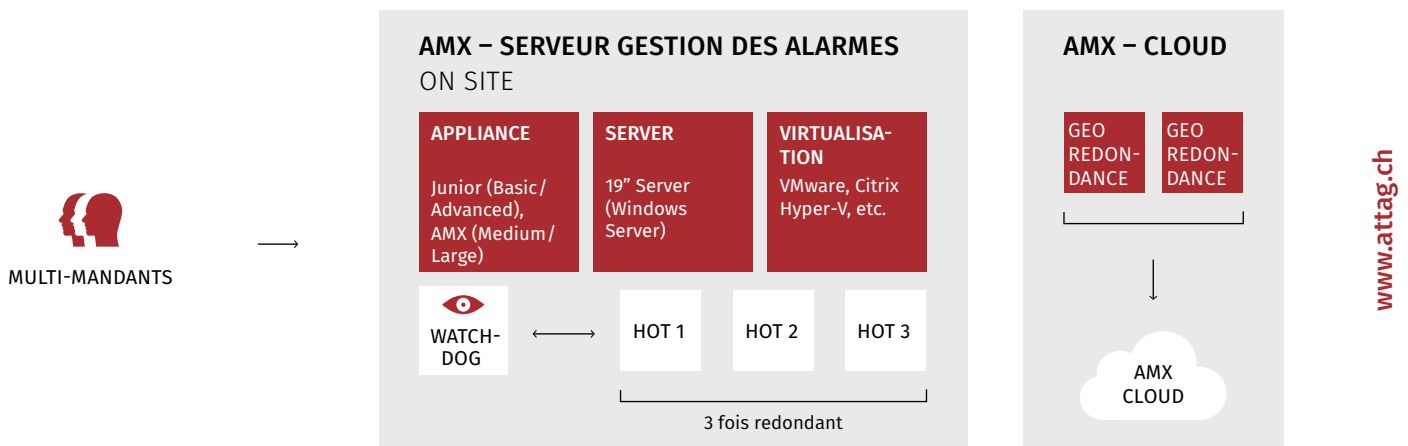 MULTI-MANDANTS
AMX – SERVEUR GESTION DES ALARMES
ON SITE
APPLIANCE
Junior (Basic/
Advanced),
AMX (Medium/
Large)
SERVER
19” Server
(Windows
Server)
VIRTUALISA-
TION
VMware, Citrix
Hyper-V, etc.
WATCH-
DOG
HOT 1
HOT 2
HOT 3
3 fois redondant
AMX – CLOUD
GEO
REDON-
DANCE
GEO
REDON-
DANCE
AMX
CLOUD
www.attag.ch